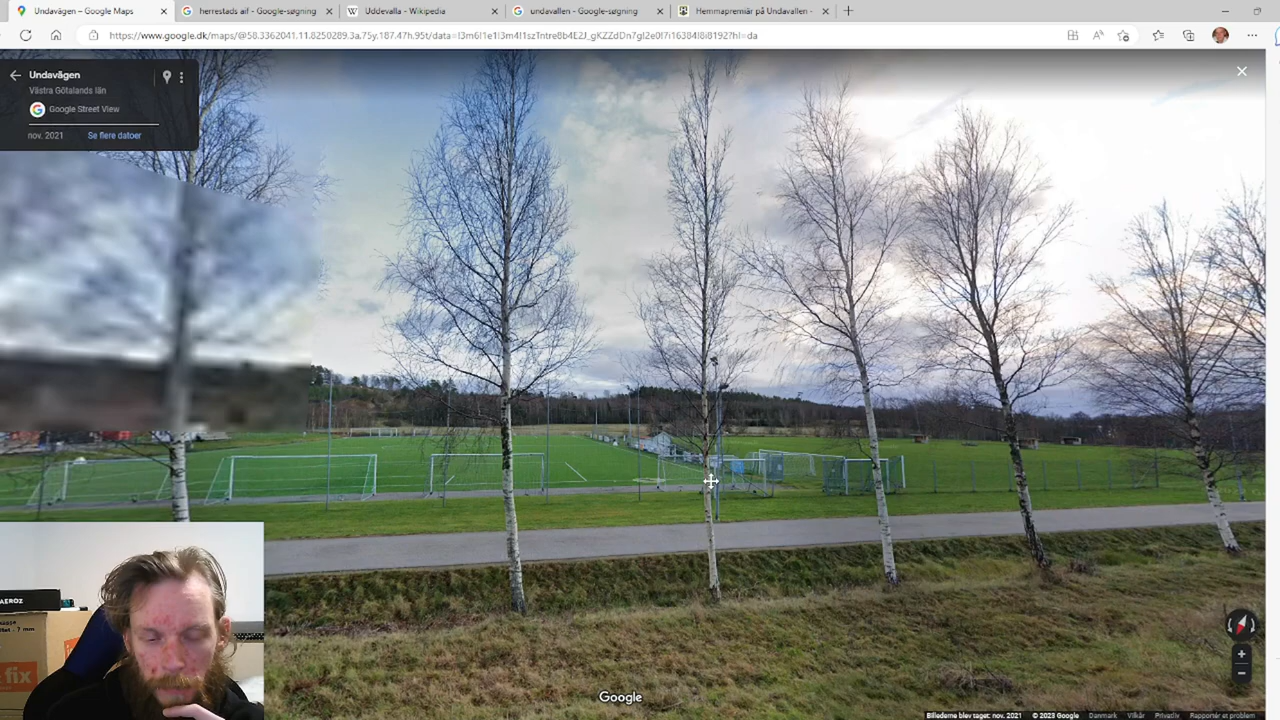 Undavägen – Google Maps
herrestads aif - Google-søgning
Uddevalla - Wikipedia
undavallen - Google-søgning
Hemmapremiär på Undavallen -
https://www.google.dk/maps/@58.3362041,11.8250289,3a,75y,187.47h,95t/data=!3m6!1e1!3m4!1szTntre8b4E2J_gKZZdDn7gI2e0!7i16384!8i8192?hl=da
Undavägen
Västra Götalands län
Google Street View
nov. 2021
Se flere datoer
AEROZ
fix
Google
Billederne blev taget: nov. 2021 © 2023 Google Danmark Vilkår Privatliv Rapportér et problem